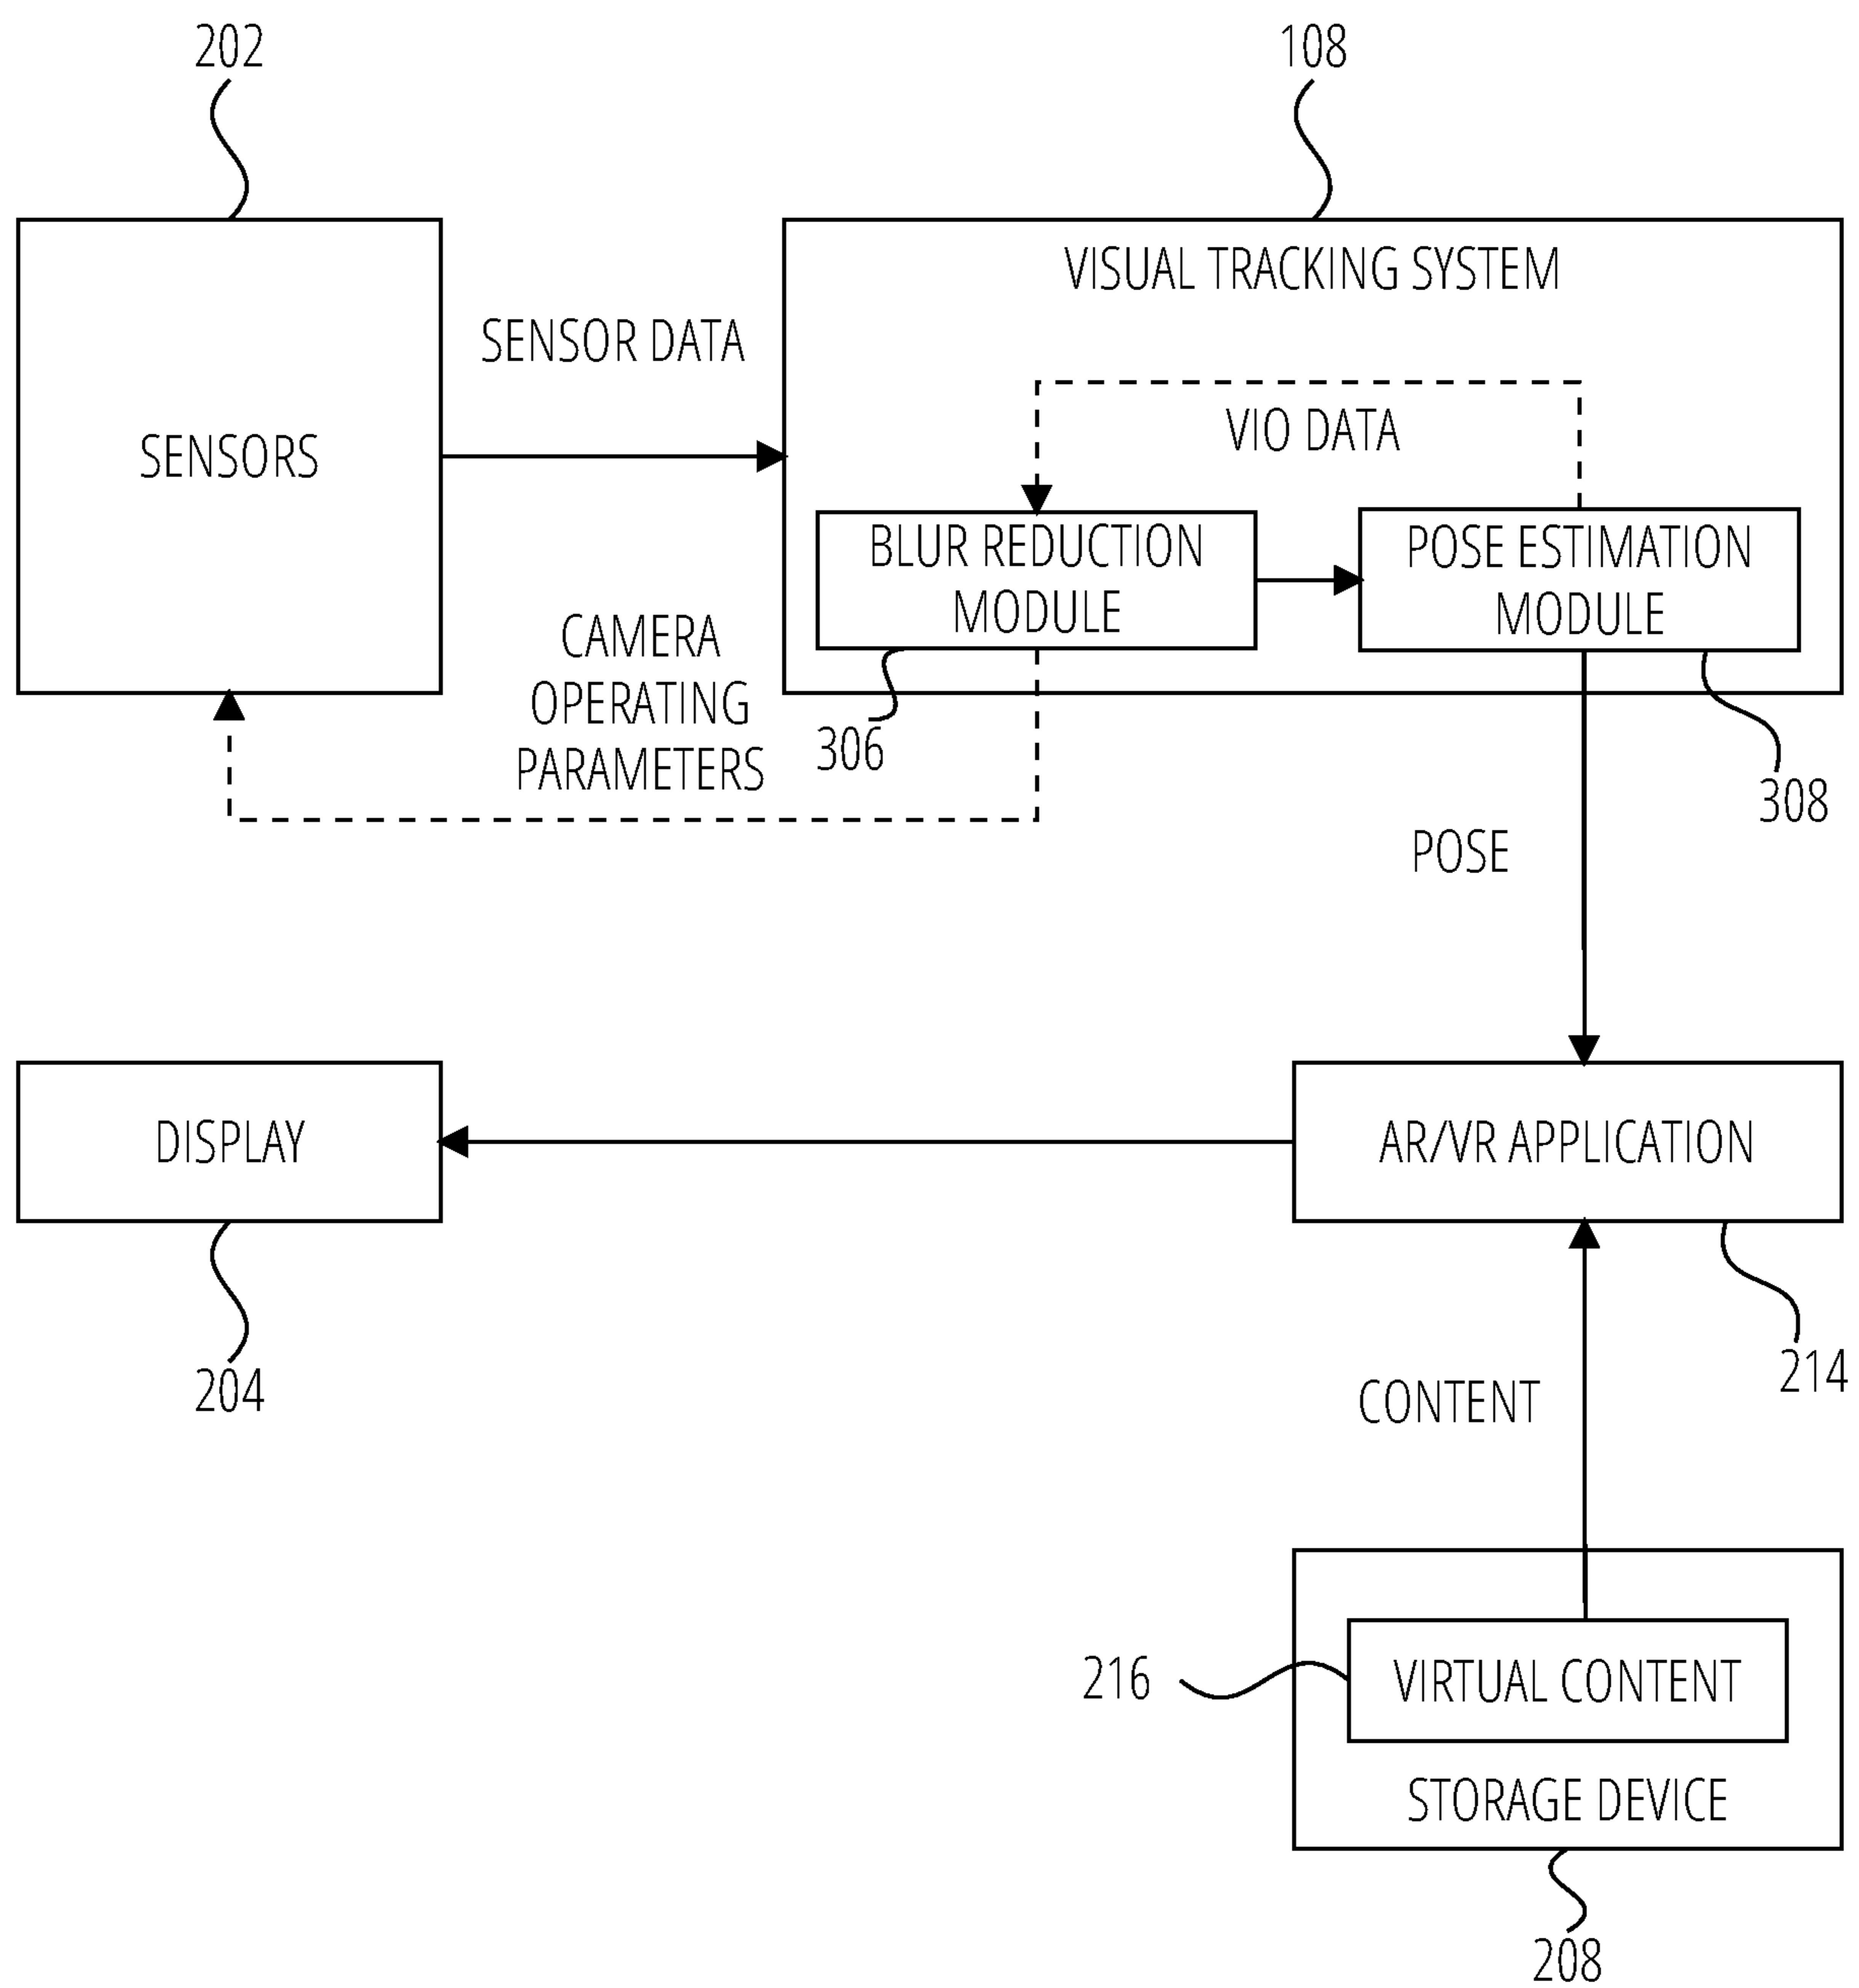 202
108
VISUAL TRACKING SYSTEM
SENSOR DATA
SENSORS
VIO DATA
BLUR REDUCTION
MODULE
POSE ESTIMATION
MODULE
CAMERA
OPERATING
PARAMETERS
306
308
POSE
DISPLAY
AR/VR APPLICATION
204
214
CONTENT
216
VIRTUAL CONTENT
STORAGE DEVICE
208